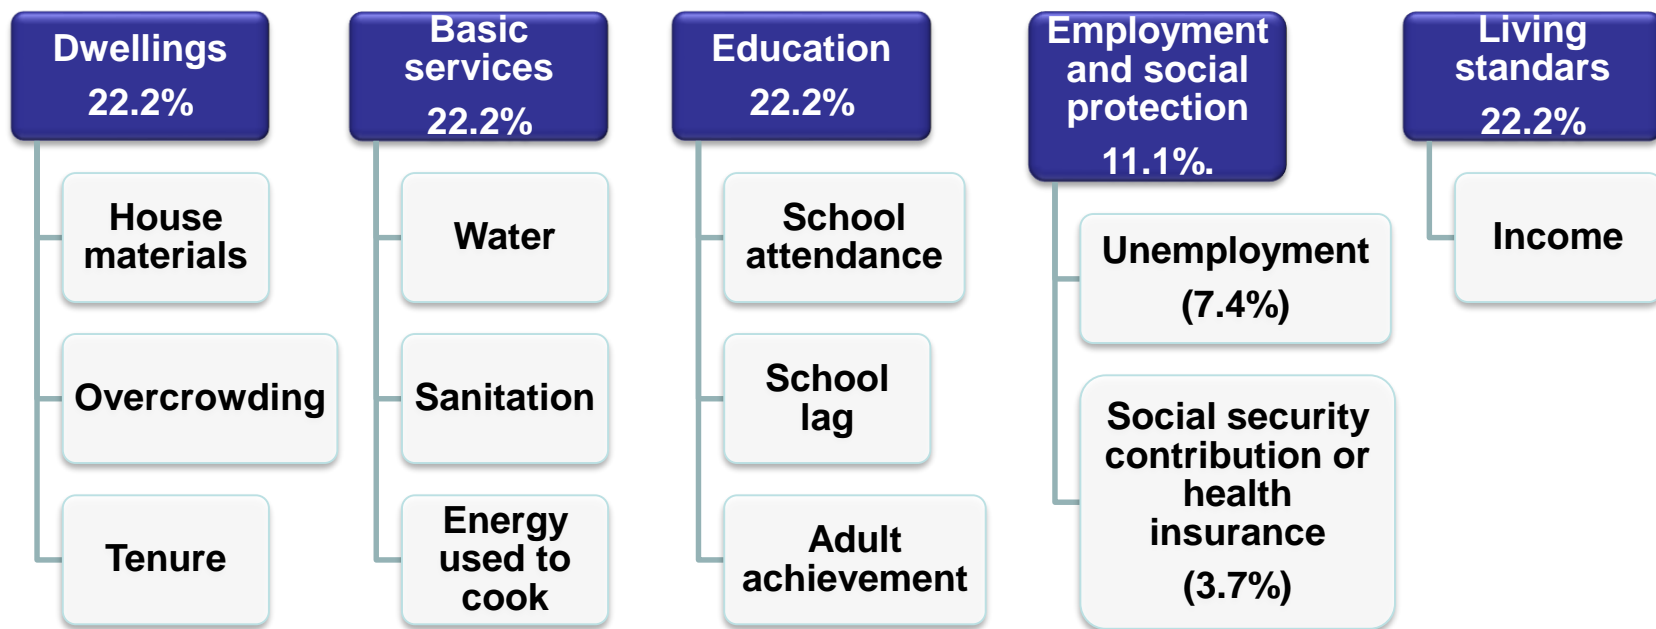 Dwellings
22.2%
House
materials
Overcrowding
Tenure
Basic
services
22.2%
Water
Sanitation
Energy
used to
cook
Education
22.2%
School
attendance
School
lag
Adult
achievement
Employment
and social
protection
11.1%.
Unemployment
(7.4%)
Social security
contribution or
health
insurance
(3.7%)
Living
standars
22.2%
Income